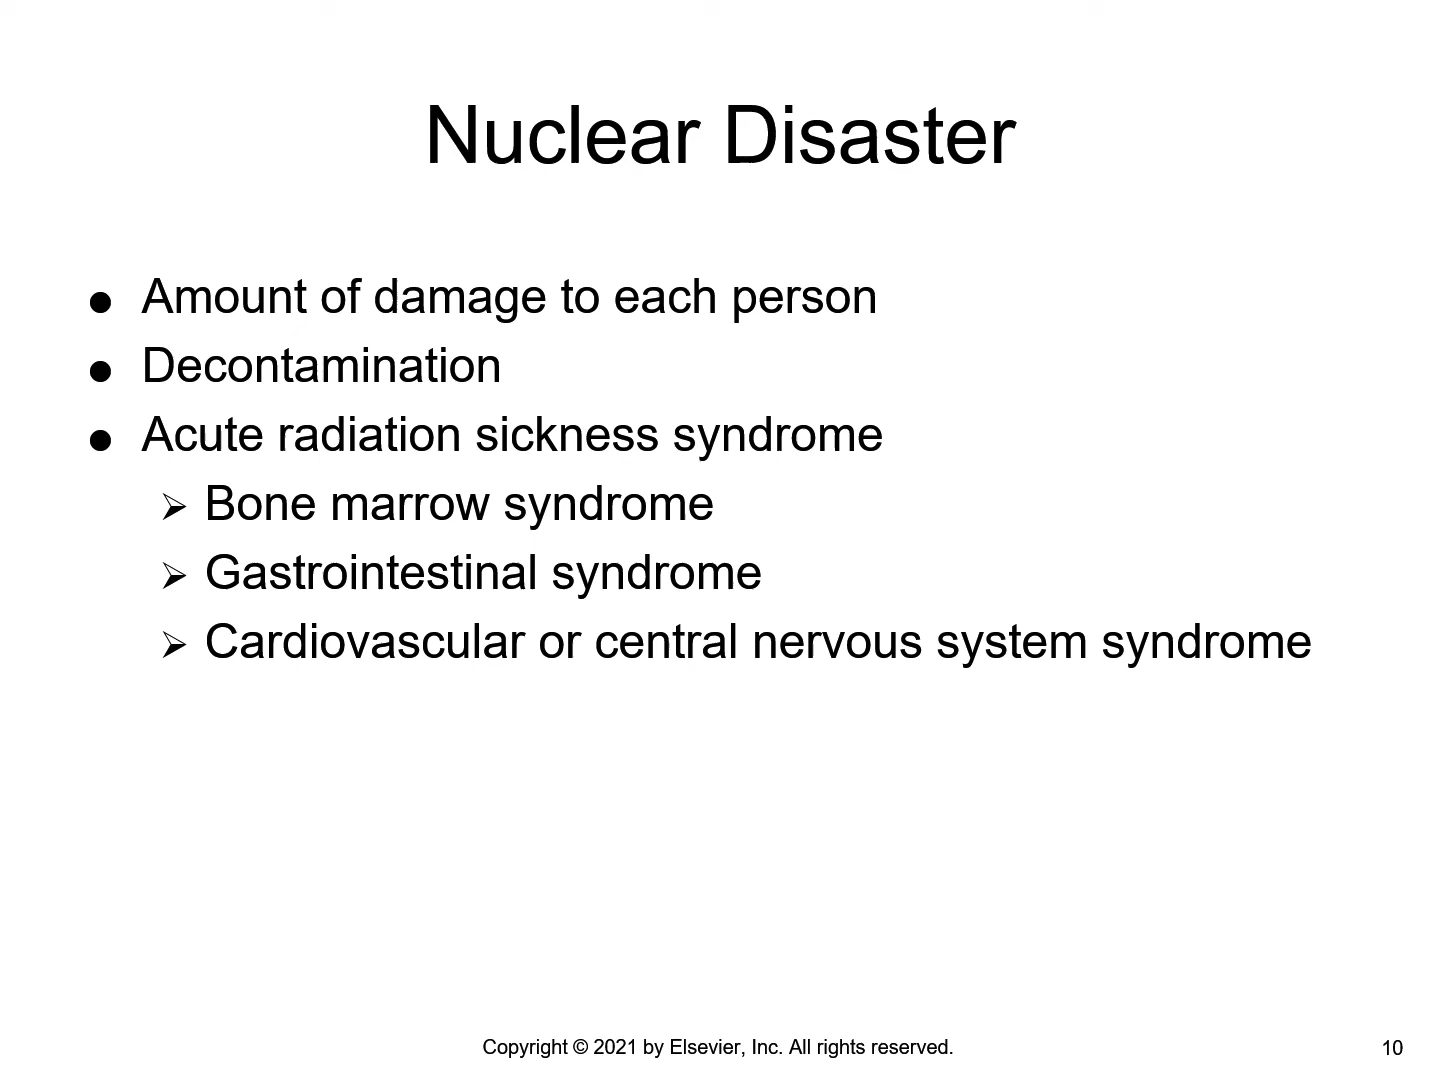 Nuclear Disaster
● Amount of damage to each person
● Decontamination
● Acute radiation sickness syndrome
➢ Bone marrow syndrome
➢ Gastrointestinal syndrome
➢ Cardiovascular or central nervous system syndrome
Copyright © 2021 by Elsevier, Inc. All rights reserved.
10